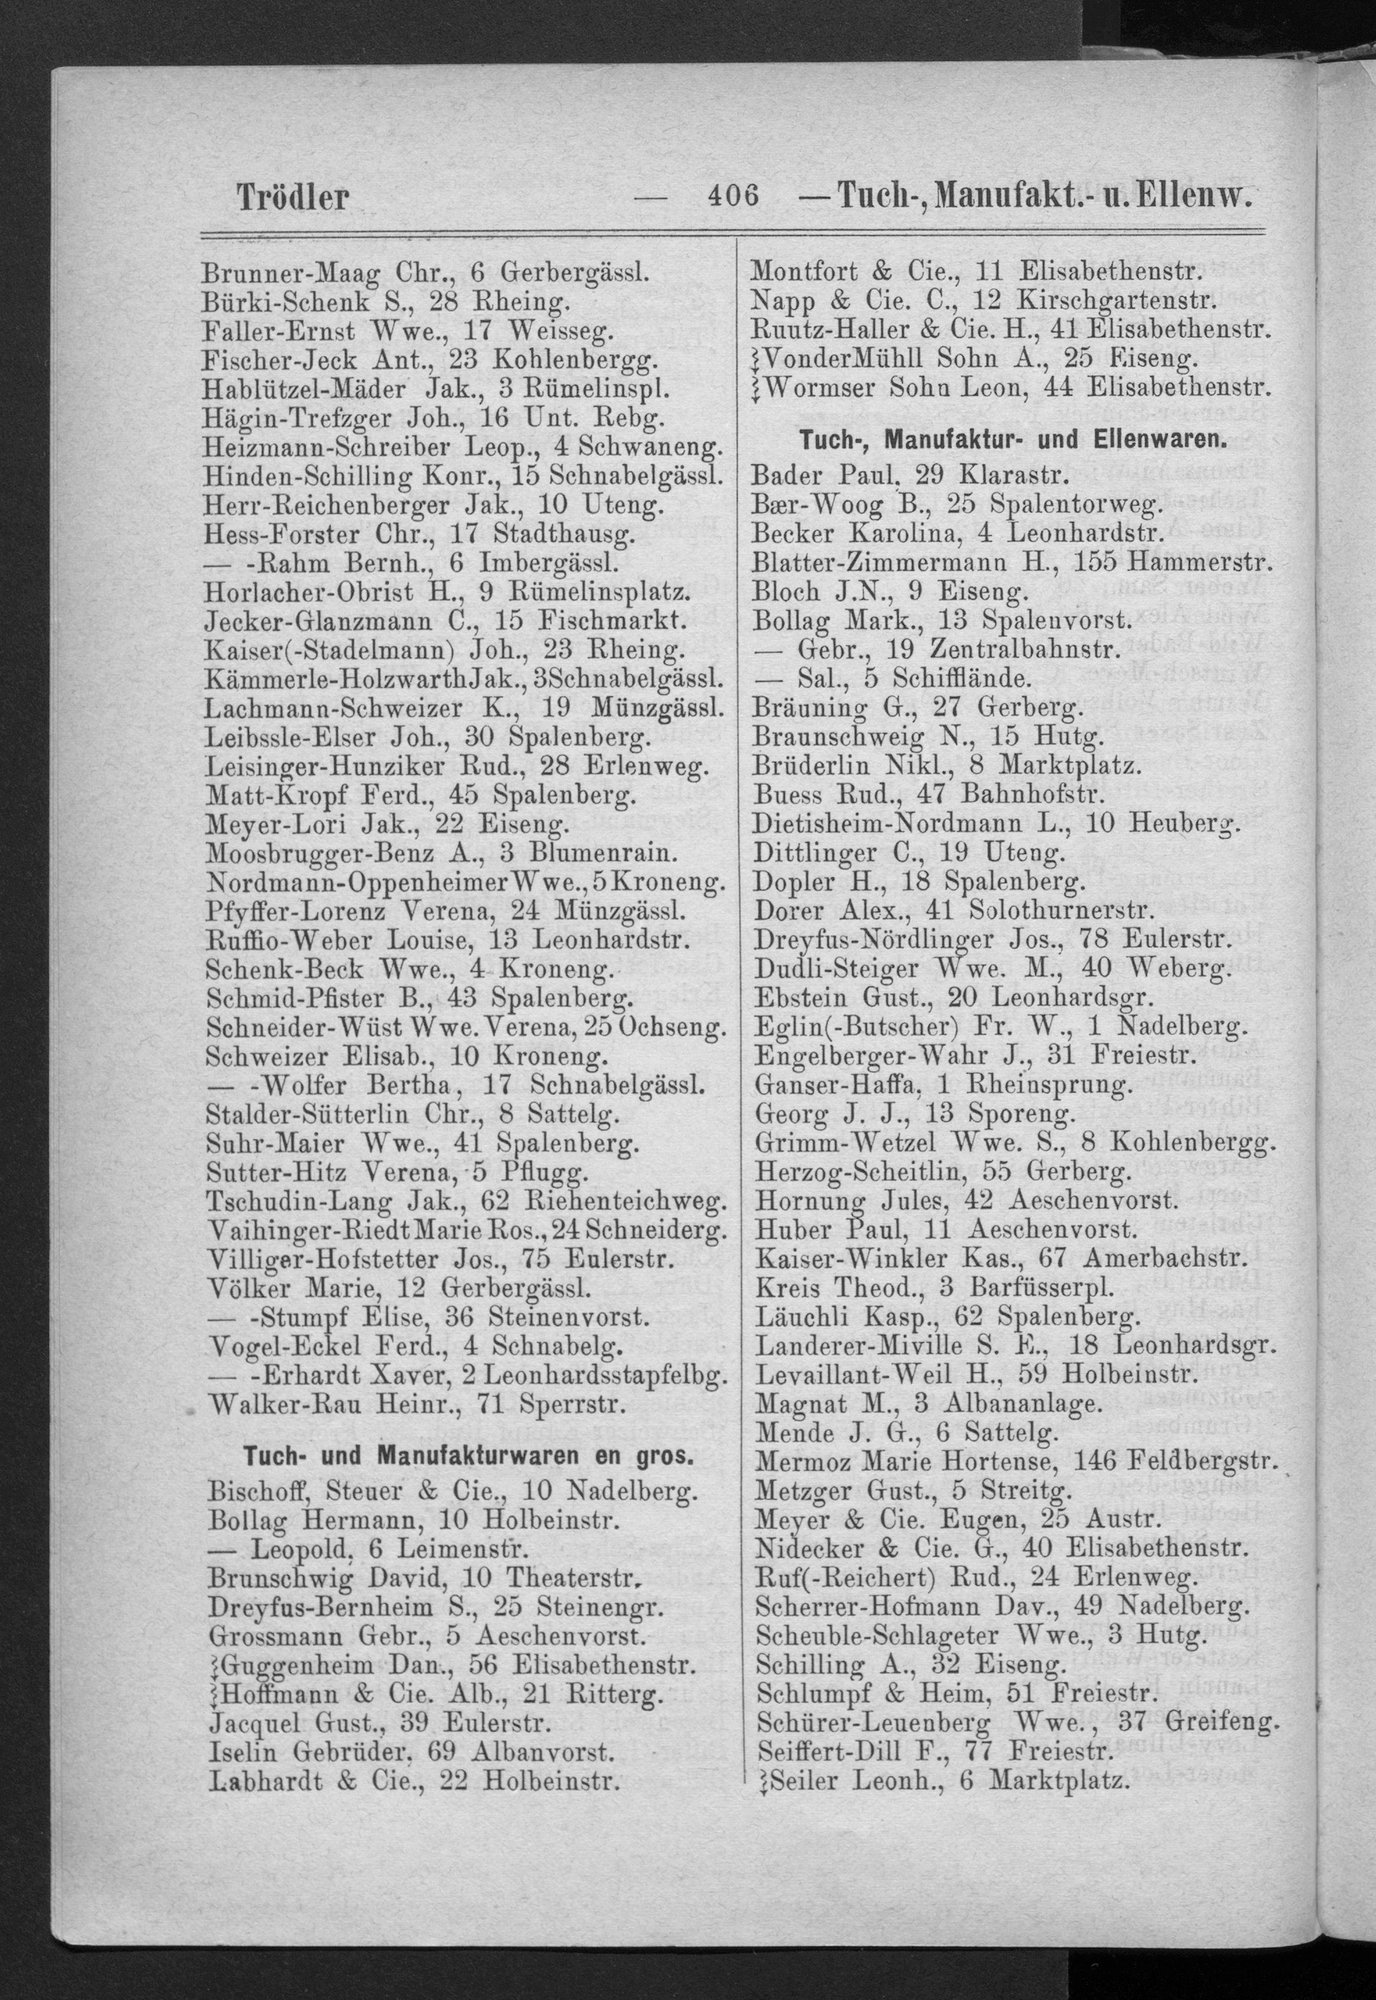 Trödler — 406 — Tuch-, Manufakt.- u. Ellenw.
Brunner-Maag Chr., 6 Gerbergässl.
Bürki-Schenk S., 28 Rheing.
Faller-Ernst Wwe., 17 Weisseg.
Fischer-Jeck Ant., 23 Kohlenbergg.
Hablützel-Mäder Jak., 3 Rümelinspl.
Hägin-Trefzger Joh., 16 Unt. Rebg.
Heizmann-Schreiber Leop., 4 Schwaneng.
Hinden-Schilling Konr., 15 Schnabelgässl.
Herr-Reichenberger Jak., 10 Uteng.
Hess-Forster Chr., 17 Stadthausg.
— -Rahm Bernh., 6 Imbergässl.
Horlacher-Obrist H., 9 Rümelinsplatz.
Jecker-Glanzmann C., 15 Fischmarkt.
Kaiser(-Stadelmann) Joh., 23 Rheing.
Kämmerle-Holzwarth Jak., 3 Schnabelgässl.
Lachmann-Schweizer K., 19 Münzgässl.
Leibssle-Elser Joh., 30 Spalenberg.
Leisinger-Hunziker Rud., 28 Erlenweg.
Matt-Kropf Ferd., 45 Spalenberg.
Meyer-Lori Jak., 22 Eiseng.
Moosbrugger-Benz A., 3 Blumenrain.
Nordmann-Oppenheimer Wwe., 5 Kroneng.
Pfyffer-Lorenz Verena, 24 Münzgässl.
Ruffio-Weber Louise, 13 Leonhardstr.
Schenk-Beck Wwe., 4 Kroneng.
Schmid-Pfister B., 43 Spalenberg.
Schneider-Wüst Wwe. Verena, 25 Ochseng.
Schweizer Elisab., 10 Kroneng.
— -Wolfer Bertha, 17 Schnabelgässl.
Stalder-Sütterlin Chr., 8 Sattelg.
Suhr-Maier Wwe., 41 Spalenberg.
Sutter-Hitz Verena, 5 Pflugg.
Tschudin-Lang Jak., 62 Riehenteichweg.
Vaihinger-Riedt Marie Ros., 24 Schneiderg.
Villiger-Hofstetter Jos., 75 Eulerstr.
Völker Marie, 12 Gerbergässl.
— -Stumpf Elise, 36 Steinenvorst.
Vogel-Eckel Ferd., 4 Schnabelg.
— -Erhardt Xaver, 2 Leonhardsstapfelbg.
Walker-Rau Heinr., 71 Sperrstr.
Tuch- und Manufakturwaren en gros.
Bischoff, Steuer & Cie., 10 Nadelberg.
Bollag Hermann, 10 Holbeinstr.
— Leopold, 6 Leimenstr.
Brunschwig David, 10 Theaterstr.
Dreyfus-Bernheim S., 25 Steinengr.
Grossmann Gebr., 5 Aeschenvorst.
Guggenheim Dan., 56 Elisabethenstr.
Hoffmann & Cie. Alb., 21 Ritterg.
Jacquel Gust., 39 Eulerstr.
Iselin Gebrüder, 69 Albanvorst.
Labhardt & Cie., 22 Holbeinstr.
Montfort & Cie., 11 Elisabethenstr.
Napp & Cie. C., 12 Kirschgartenstr.
Ruutz-Haller & Cie. H., 41 Elisabethenstr.
VonderMühll Sohn A., 25 Eiseng.
Wormser Sohn Leon, 44 Elisabethenstr.
Tuch-, Manufaktur- und Ellenwaren.
Bader Paul, 29 Klarastr.
Bær-Woog B., 25 Spalentorweg.
Becker Karolina, 4 Leonhardstr.
Blatter-Zimmermann H., 155 Hammerstr.
Bloch J.N., 9 Eiseng.
Bollag Mark., 13 Spalenvorst.
— Gebr., 19 Zentralbahnstr.
— Sal., 5 Schifflände.
Bräuning G., 27 Gerberg.
Braunschweig N., 15 Hutg.
Brüderlin Nikl., 8 Marktplatz.
Buess Rud., 47 Bahnhofstr.
Dietisheim-Nordmann L., 10 Heuberg.
Dittlinger C., 19 Uteng.
Dopler H., 18 Spalenberg.
Dorer Alex., 41 Solothurnerstr.
Dreyfus-Nördlinger Jos., 78 Eulerstr.
Dudli-Steiger Wwe. M., 40 Weberg.
Ebstein Gust., 20 Leonhardsgr.
Eglin(-Butscher) Fr. W., 1 Nadelberg.
Engelberger-Wahr J., 31 Freiestr.
Ganser-Haffa, 1 Rheinsprung.
Georg J. J., 13 Sporeng.
Grimm-Wetzel Wwe. S., 8 Kohlenbergg.
Herzog-Scheitlin, 55 Gerberg.
Hornung Jules, 42 Aeschenvorst.
Huber Paul, 11 Aeschenvorst.
Kaiser-Winkler Kas., 67 Amerbachstr.
Kreis Theod., 3 Barfüsserpl.
Läuchli Kasp., 62 Spalenberg.
Landerer-Miville S. E., 18 Leonhardsgr.
Levaillant-Weil H., 59 Holbeinstr.
Magnat M., 3 Albananlage.
Mende J. G., 6 Sattelg.
Mermoz Marie Hortense, 146 Feldbergstr.
Metzger Gust., 5 Streitg.
Meyer & Cie. Eugen, 25 Austr.
Nidecker & Cie. G., 40 Elisabethenstr.
Ruf(-Reichert) Rud., 24 Erlenweg.
Scherrer-Hofmann Dav., 49 Nadelberg.
Scheuble-Schlageter Wwe., 3 Hutg.
Schilling A., 32 Eiseng.
Schlumpf & Heim, 51 Freiestr.
Schürer-Leuenberg Wwe., 37 Greifeng.
Seiffert-Dill F., 77 Freiestr.
Seiler Leonh., 6 Marktplatz.